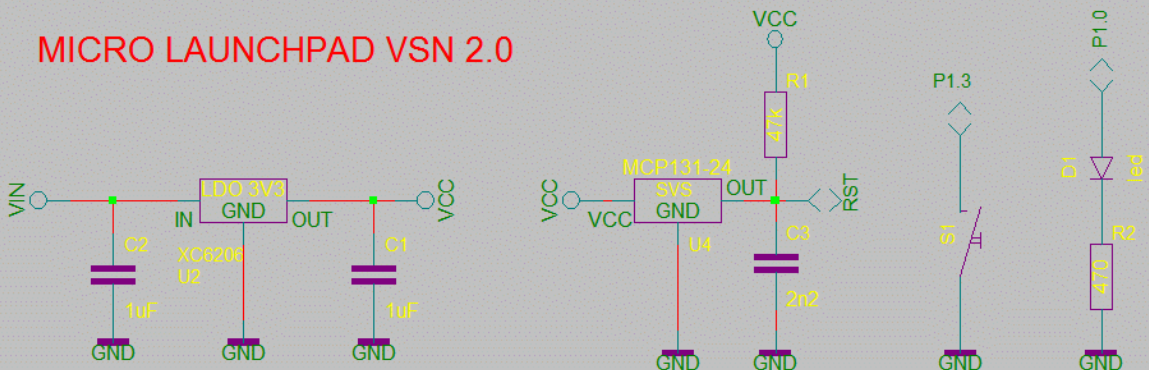 MICRO LAUNCHPAD VSN 2.0
VIN
C2
1uF
GND
IN
LDO 3V3
GND
OUT
XC6206
U2
GND
C1
1uF
GND
VCC
VCC
VCC
MCP131-24
SVS
GND
OUT
U4
GND
VCC
R1
47k
RST
C3
2n2
GND
P1.3
S1
GND
P1.0
D1
led
R2
470
GND